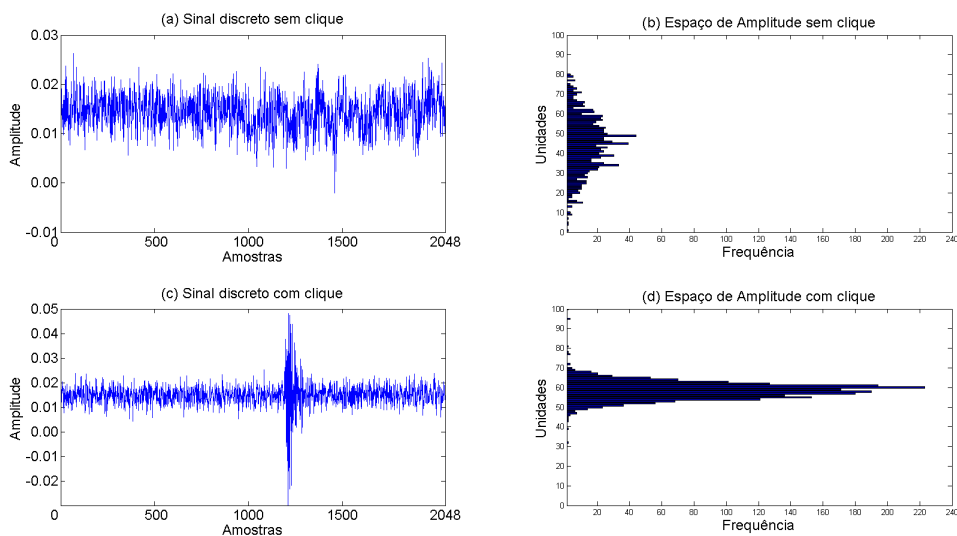 (a) Sinal discreto sem clique
Amplitude
0.03
0.02
0.01
0.00
-0.01
0 500 1000 1500 2048
Amostras
(b) Espaço de Amplitude sem clique
Unidades
100
90
80
70
60
50
40
30
20
10
0
20 40 60 80 100 120 140 160 180 200 220 240
Frequência
(c) Sinal discreto com clique
Amplitude
0.05
0.04
0.03
0.02
0.01
0.00
-0.01
-0.02
0 500 1000 1500 2048
Amostras
(d) Espaço de Amplitude com clique
Unidades
100
90
80
70
60
50
40
30
20
10
0
20 40 60 80 100 120 140 160 180 200 220 240
Frequência